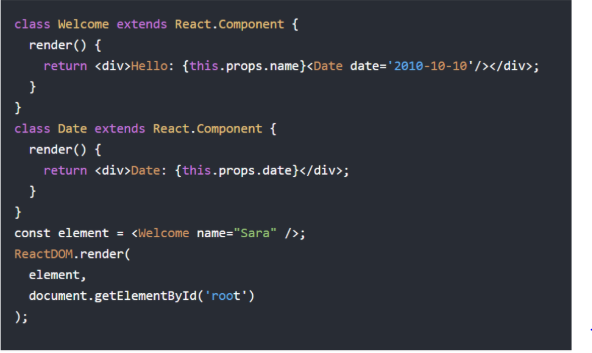 class Welcome extends React.Component {
  render() {
    return <div>Hello: {this.props.name}<Date date='2010-10-10'/></div>;
  }
}
class Date extends React.Component {
  render() {
    return <div>Date: {this.props.date}</div>;
  }
}
const element = <Welcome name="Sara" />;
ReactDOM.render(
  element,
  document.getElementById('root')
);